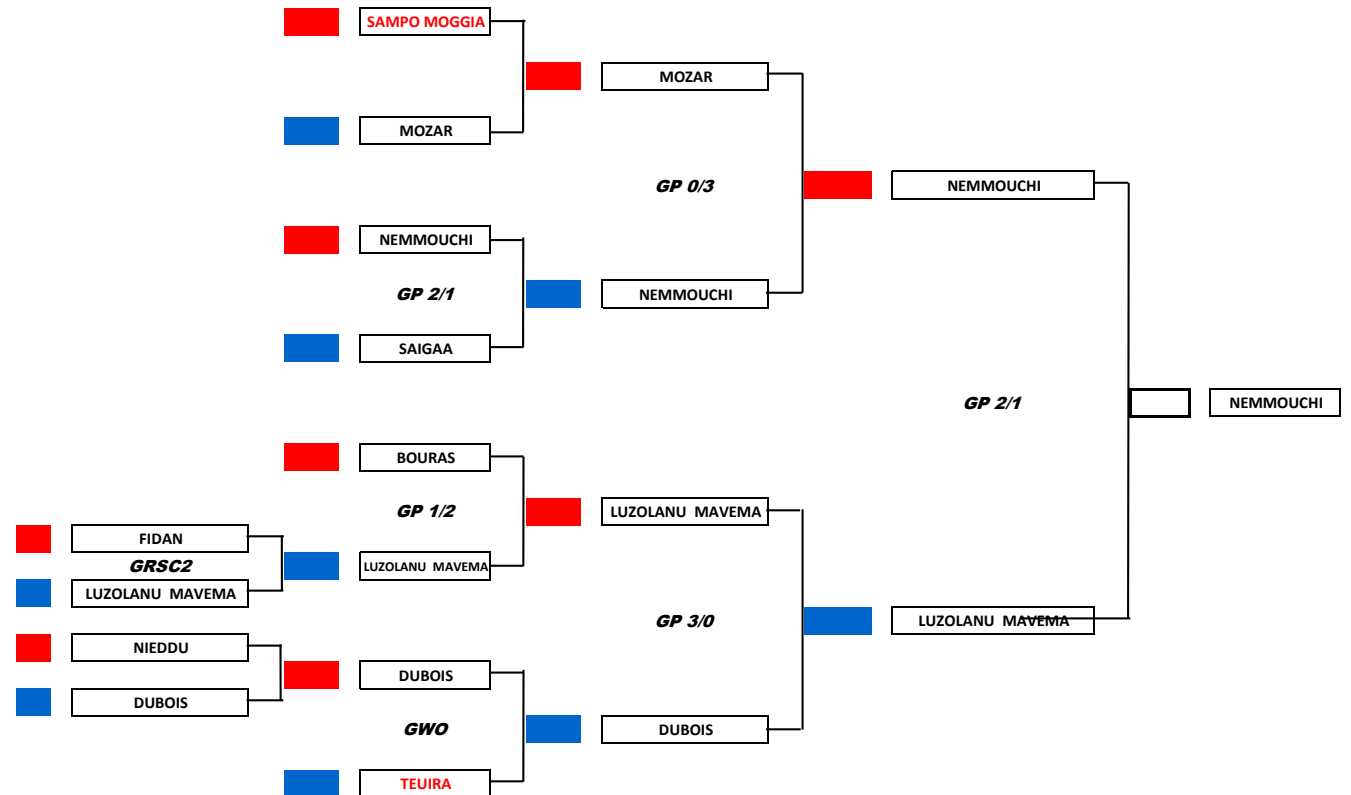 SAMPO MOGGIA
MOZAR
MOZAR
GP 0/3
NEMMOUCHI
NEMMOUCHI
GP 2/1
NEMMOUCHI
SAIGAA
GP 2/1
NEMMOUCHI
BOURAS
GP 1/2
LUZOLANU MAVEMA
FIDAN
GRSC2
LUZOLANU MAVEMA
LUZOLANU MAVEMA
GP 3/0
LUZOLANU MAVEMA
NIEDDU
DUBOIS
DUBOIS
GWO
DUBOIS
TEUIRA